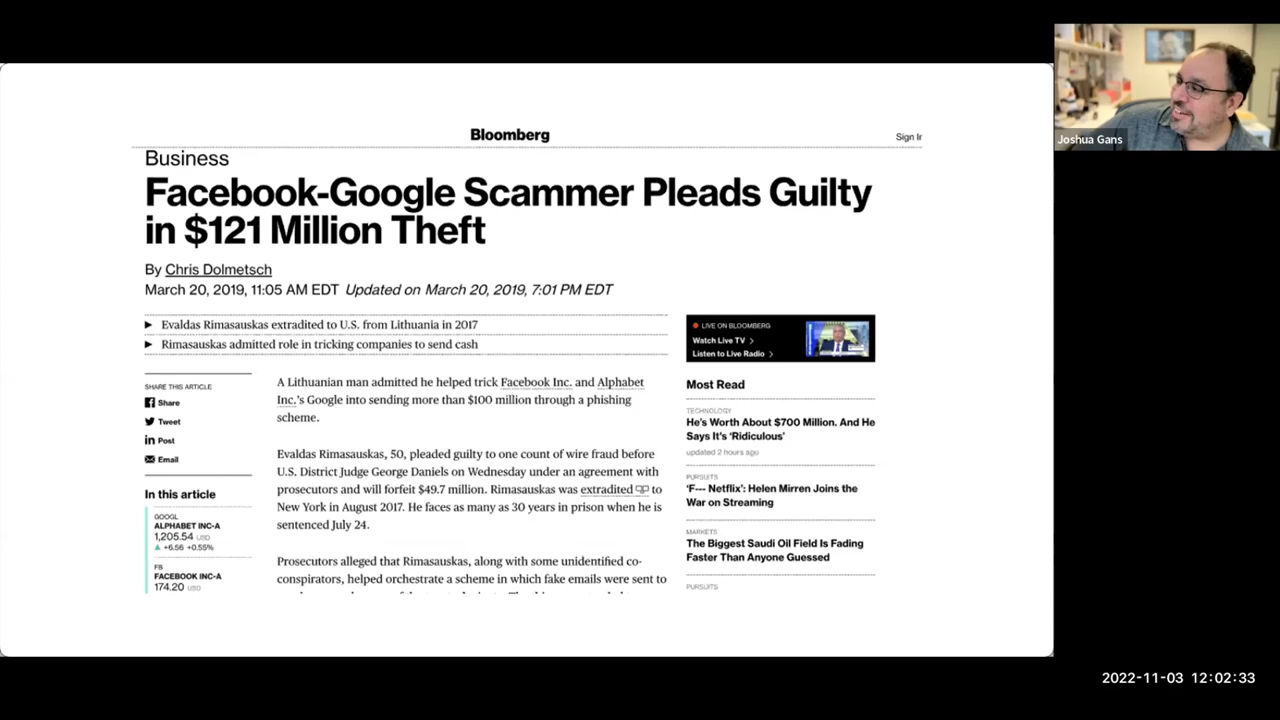 Bloomberg
Sign Ir
Business
Facebook-Google Scammer Pleads Guilty
in $121 Million Theft
By Chris Dolmetsch
March 20, 2019, 11:05 AM EDT Updated on March 20, 2019, 7:01 PM EDT
Evaldas Rimasauskas extradited to U.S. from Lithuania in 2017
Rimasauskas admitted role in tricking companies to send cash
SHARE THIS ARTICLE
Share
Tweet
Post
Email
In this article
GOOGL
ALPHABET INC-A
1,205.54 USD
+6.56 +0.55%
FB
FACEBOOK INC-A
174.20 USD
A Lithuanian man admitted he helped trick Facebook Inc. and Alphabet
Inc.'s Google into sending more than $100 million through a phishing
scheme.
Evaldas Rimasauskas, 50, pleaded guilty to one count of wire fraud before
U.S. District Judge George Daniels on Wednesday under an agreement with
prosecutors and will forfeit $49.7 million. Rimasauskas was extradited to
New York in August 2017. He faces as many as 30 years in prison when he is
sentenced July 24.
Prosecutors alleged that Rimasauskas, along with some unidentified co-
conspirators, helped orchestrate a scheme in which fake emails were sent to
LIVE ON BLOOMBERG
Watch Live TV
Listen to Live Radio
Most Read
TECHNOLOGY
He's Worth About $700 Million. And He
Says It's 'Ridiculous'
updated 2 hours ago
PURSUITS
'F--- Netflix': Helen Mirren Joins the
War on Streaming
MARKETS
The Biggest Saudi Oil Field Is Fading
Faster Than Anyone Guessed
PURSUITS
Joshua Gans
2022-11-03 12:02:33